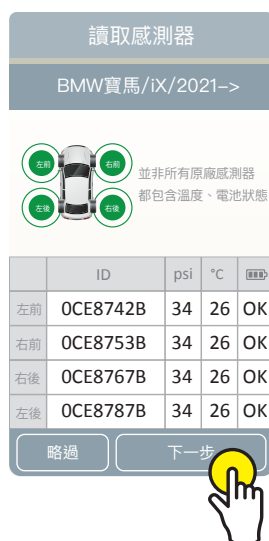 讀取感測器
BMW寶馬/iX/2021–>
左前
右前
左後
右後
並非所有原廠感測器
都包含溫度、電池狀態
ID psi °C
左前 0CE8742B 34 26 OK
右前 0CE8753B 34 26 OK
右後 0CE8767B 34 26 OK
左後 0CE8787B 34 26 OK
略過 下一步